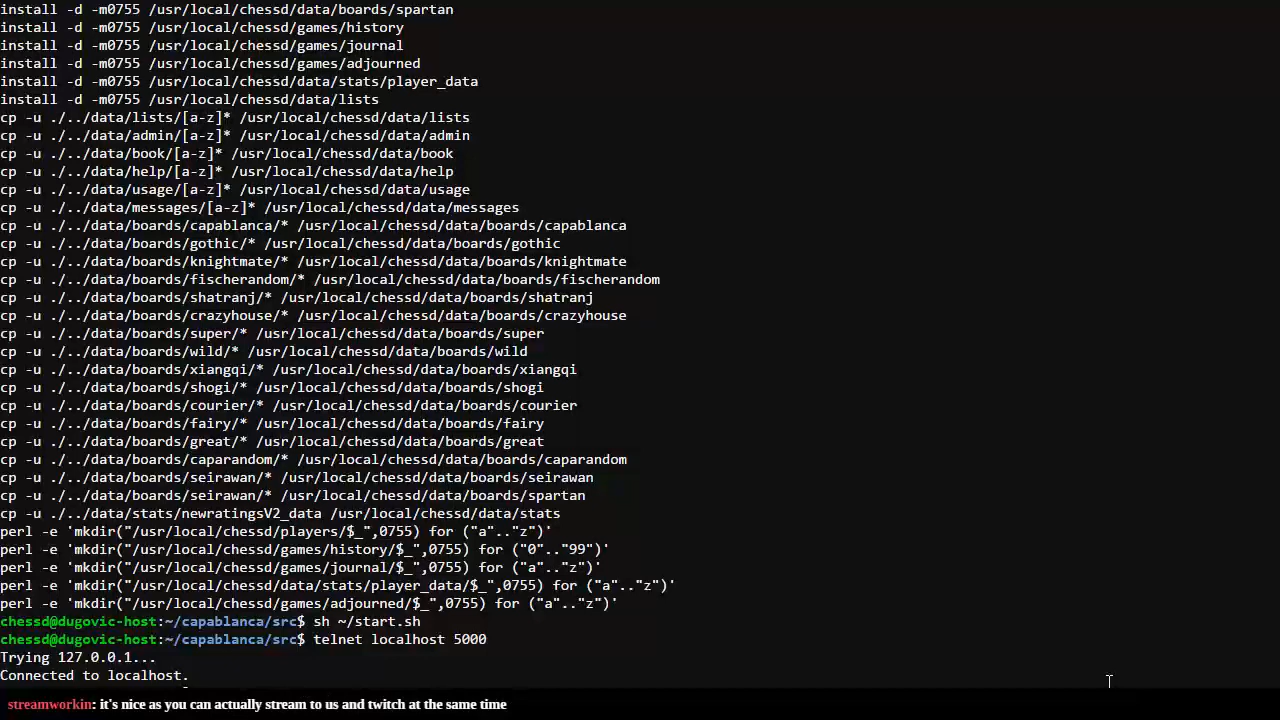 install -d -m0755 /usr/local/chessd/data/boards/spartan
install -d -m0755 /usr/local/chessd/games/history
install -d -m0755 /usr/local/chessd/games/journal
install -d -m0755 /usr/local/chessd/games/adjourned
install -d -m0755 /usr/local/chessd/data/stats/player_data
install -d -m0755 /usr/local/chessd/data/lists
cp -u ./../data/lists/[a-z]* /usr/local/chessd/data/lists
cp -u ./../data/admin/[a-z]* /usr/local/chessd/data/admin
cp -u ./../data/book/[a-z]* /usr/local/chessd/data/book
cp -u ./../data/help/[a-z]* /usr/local/chessd/data/help
cp -u ./../data/usage/[a-z]* /usr/local/chessd/data/usage
cp -u ./../data/messages/[a-z]* /usr/local/chessd/data/messages
cp -u ./../data/boards/capablanca/* /usr/local/chessd/data/boards/capablanca
cp -u ./../data/boards/gothic/* /usr/local/chessd/data/boards/gothic
cp -u ./../data/boards/knightmate/* /usr/local/chessd/data/boards/knightmate
cp -u ./../data/boards/fischerandom/* /usr/local/chessd/data/boards/fischerandom
cp -u ./../data/boards/shatranj/* /usr/local/chessd/data/boards/shatranj
cp -u ./../data/boards/crazyhouse/* /usr/local/chessd/data/boards/crazyhouse
cp -u ./../data/boards/super/* /usr/local/chessd/data/boards/super
cp -u ./../data/boards/wild/* /usr/local/chessd/data/boards/wild
cp -u ./../data/boards/xiangqi/* /usr/local/chessd/data/boards/xiangqi
cp -u ./../data/boards/shogi/* /usr/local/chessd/data/boards/shogi
cp -u ./../data/boards/courier/* /usr/local/chessd/data/boards/courier
cp -u ./../data/boards/fairy/* /usr/local/chessd/data/boards/fairy
cp -u ./../data/boards/great/* /usr/local/chessd/data/boards/great
cp -u ./../data/boards/caparandom/* /usr/local/chessd/data/boards/caparandom
cp -u ./../data/boards/seirawan/* /usr/local/chessd/data/boards/seirawan
cp -u ./../data/boards/seirawan/* /usr/local/chessd/data/boards/spartan
cp -u ./../data/stats/newratingsV2_data /usr/local/chessd/data/stats
perl -e 'mkdir("/usr/local/chessd/players/$_",0755) for ("a".."z")'
perl -e 'mkdir("/usr/local/chessd/games/history/$_",0755) for ("0".."99")'
perl -e 'mkdir("/usr/local/chessd/games/journal/$_",0755) for ("a".."z")'
perl -e 'mkdir("/usr/local/chessd/data/stats/player_data/$_",0755) for ("a".."z")'
perl -e 'mkdir("/usr/local/chessd/games/adjourned/$_",0755) for ("a".."z")'
chessd@dugovic-host:~/capablanca/src$ sh ~/start.sh
chessd@dugovic-host:~/capablanca/src$ telnet localhost 5000
Trying 127.0.0.1...
Connected to localhost.
streamworkin: it's nice as you can actually stream to us and twitch at the same time